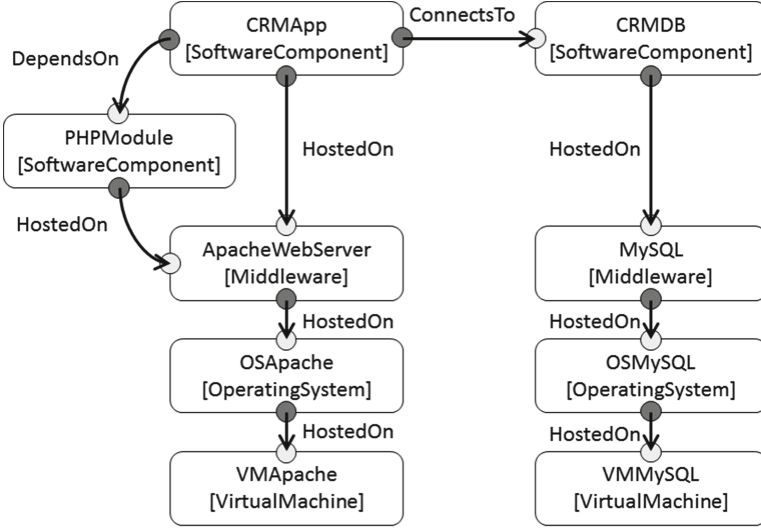 CRMApp
[SoftwareComponent]
ConnectsTo
CRMDB
[SoftwareComponent]
DependsOn
PHPModule
[SoftwareComponent]
HostedOn
HostedOn
HostedOn
ApacheWebServer
[Middleware]
MySQL
[Middleware]
HostedOn
HostedOn
OSApache
[OperatingSystem]
OSMySQL
[OperatingSystem]
HostedOn
HostedOn
VMApache
[VirtualMachine]
VMMySQL
[VirtualMachine]